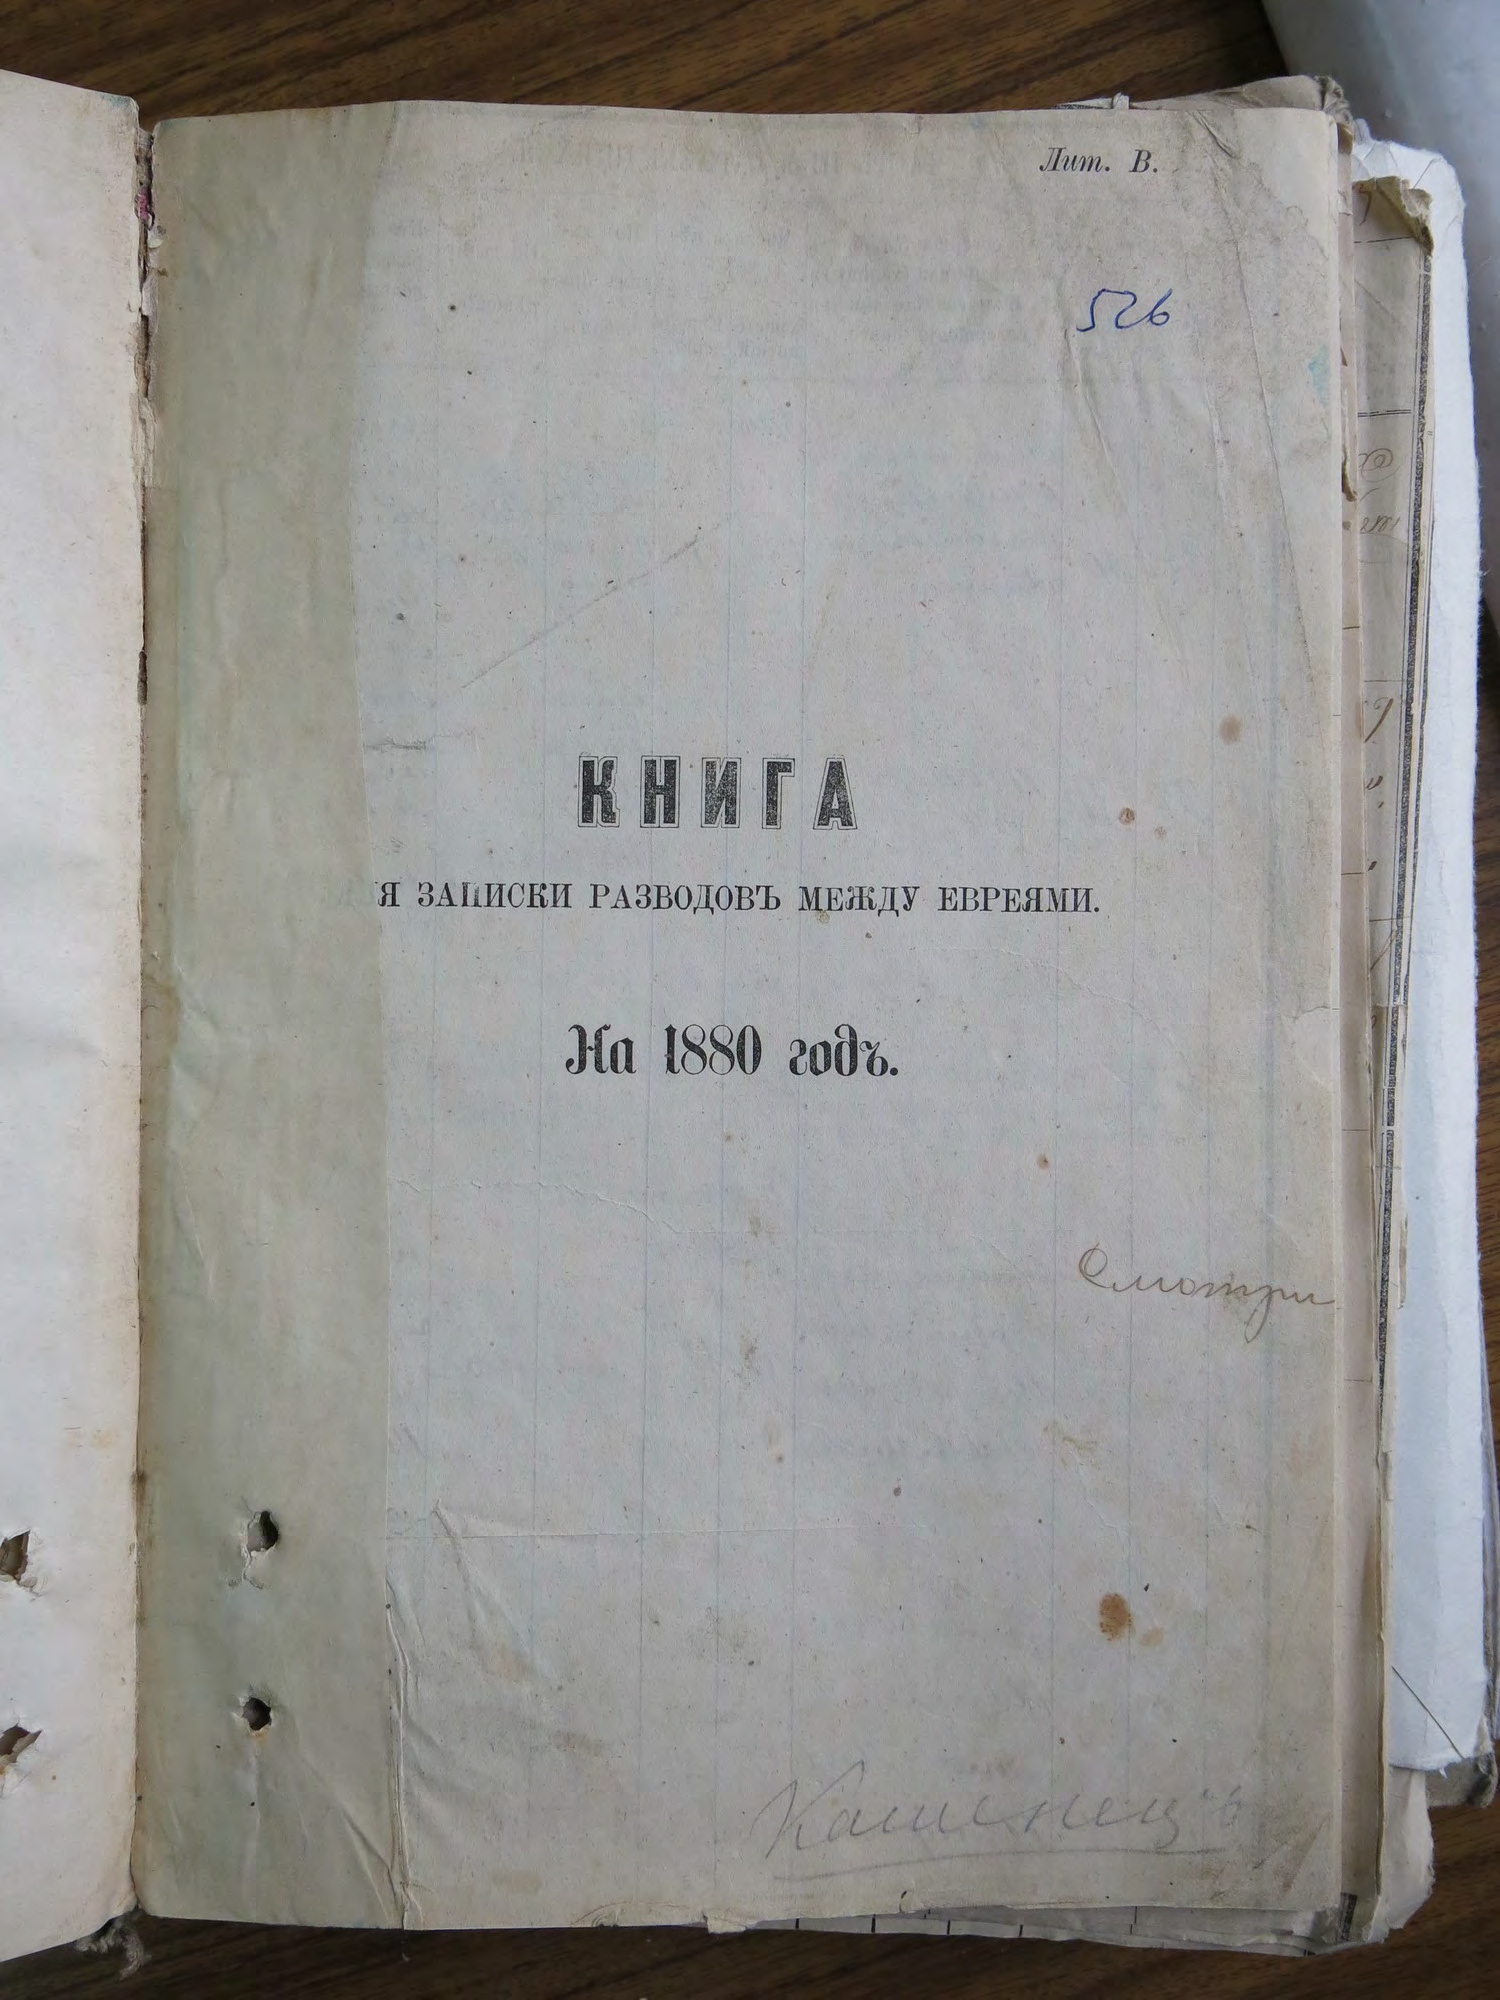 Лит. В.
526
КНИГА
Я ЗАПИСКИ РАЗВОДОВЪ МЕЖДУ ЕВРЕЯМИ.
На 1880 годъ.
Смотри
Каменецъ